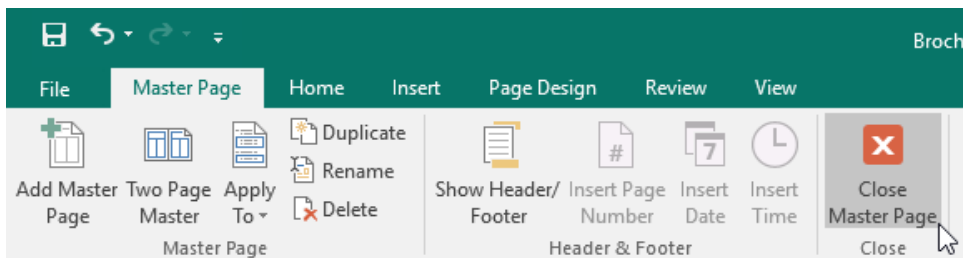 Broch
File Master Page Home Insert Page Design Review View
Add Master Page
Two Page Master
Apply To
Duplicate
Rename
Delete
Master Page
Show Header/ Footer
# Insert Page Number
7 Insert Date
Insert Time
Header & Footer
Close Master Page
Close